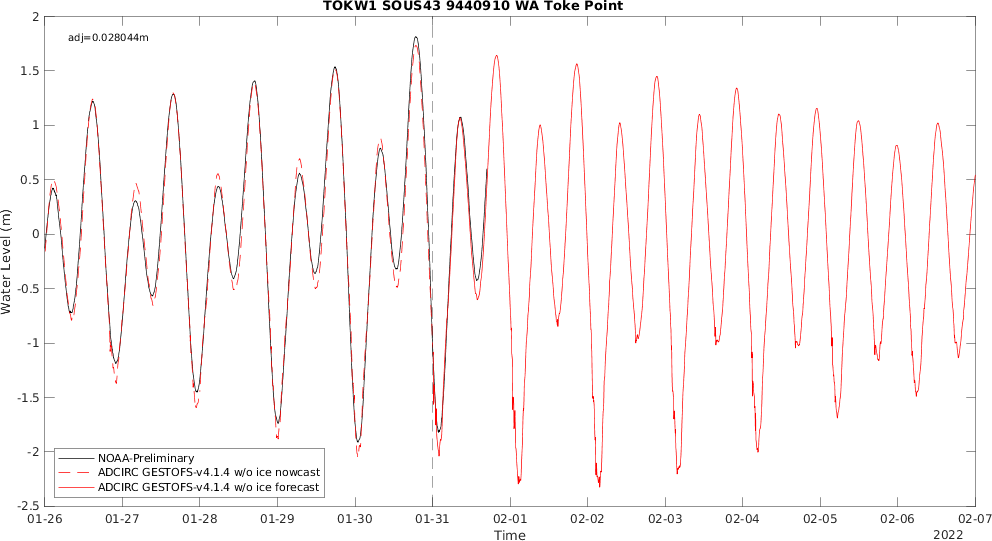 TOKW1 SOUS43 9440910 WA Toke Point
adj=0.028044m
2
1.5
1
0.5
0
-0.5
-1
-1.5
-2
-2.5
Water Level (m)
NOAA-Preliminary
ADCIRC GESTOFS-v4.1.4 w/o ice nowcast
ADCIRC GESTOFS-v4.1.4 w/o ice forecast
01-26 01-27 01-28 01-29 01-30 01-31 02-01 02-02 02-03 02-04 02-05 02-06 02-07
Time
2022